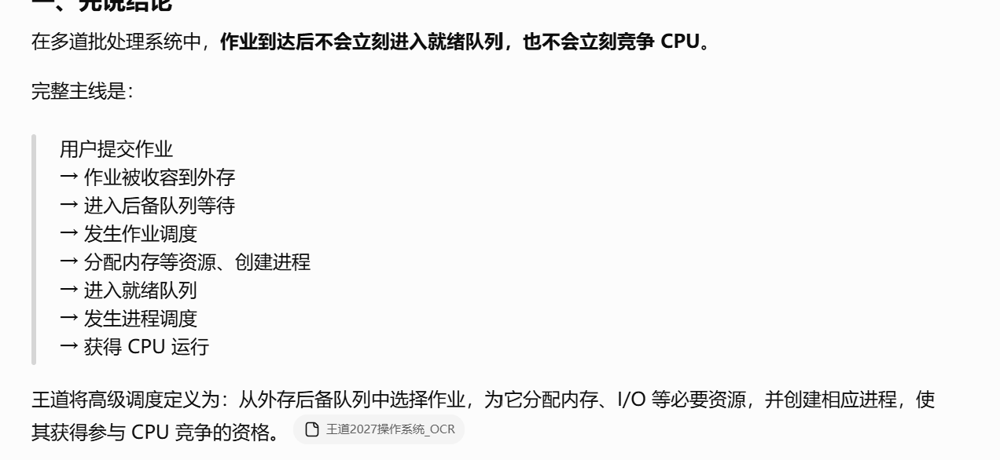 一、先说结论
在多道批处理系统中，作业到达后不会立刻进入就绪队列，也不会立刻竞争 CPU。
完整主线是：
用户提交作业
→ 作业被收容到外存
→ 进入后备队列等待
→ 发生作业调度
→ 分配内存等资源、创建进程
→ 进入就绪队列
→ 发生进程调度
→ 获得 CPU 运行
王道将高级调度定义为：从外存后备队列中选择作业，为它分配内存、I/O 等必要资源，并创建相应进程，使
其获得参与 CPU 竞争的资格。 王道2027操作系统_OCR